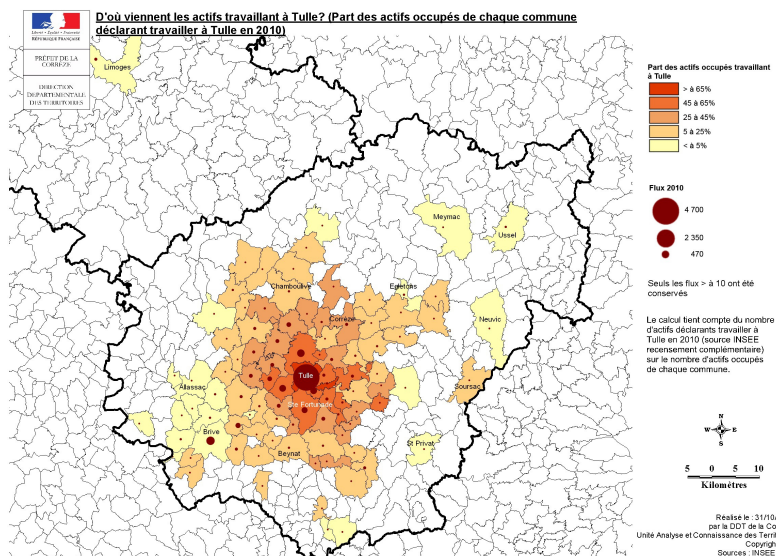 D'où viennent les actifs travaillant à Tulle? (Part des actifs occupés de chaque commune
déclarant travailler à Tulle en 2010)
Liberté • Égalité • Fraternité
RÉPUBLIQUE FRANÇAISE
PRÉFET DE LA
CORRÈZE
DIRECTION
DÉPARTEMENTALE
DES TERRITOIRES
Limoges
Meymac
Ussel
Chamboulive
Egletons
Corrèze
Neuvic
Tulle
Allassac
Soursac
Ste Fortunade
Brive
St Privat
Beynat
Part des actifs occupés travaillant
à Tulle
> à 65%
45 à 65%
25 à 45%
5 à 25%
< à 5%
Flux 2010
4 700
2 350
470
Seuls les flux > à 10 ont été
conservés
Le calcul tient compte du nombre
d'actifs déclarants travailler à
Tulle en 2010 (source INSEE
recensement complémentaire)
sur le nombre d'actifs occupés
de chaque commune.
N
W E
S
5 0 5 10
Kilomètres
Réalisé le : 31/10/
par la DDT de la Co
Unité Analyse et Connaissance des Terri
Copyrigh
Sources : INSEE